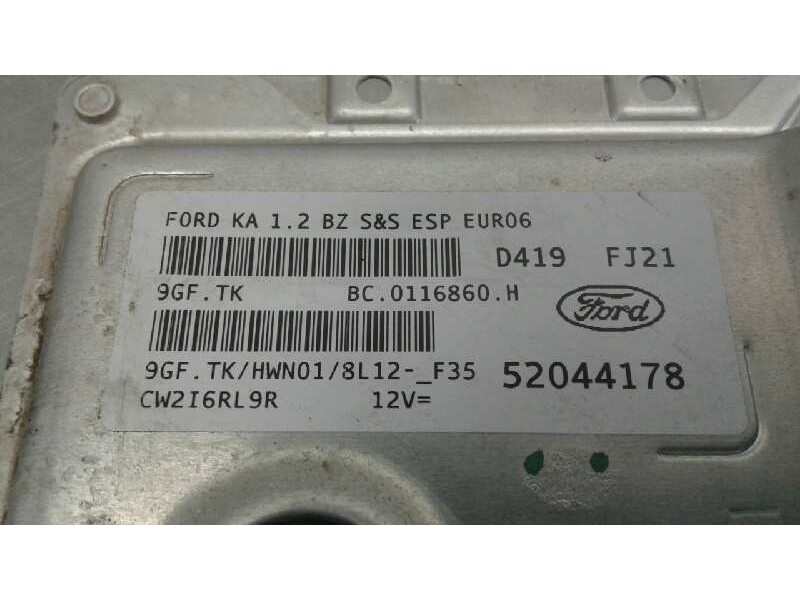 FORD KA 1.2 BZ S&S ESP EURO6
D419 FJ21
9GF.TK BC.0116860.H
Ford
9GF.TK/HWN01/8L12-_F35 52044178
CW2I6RL9R 12V=